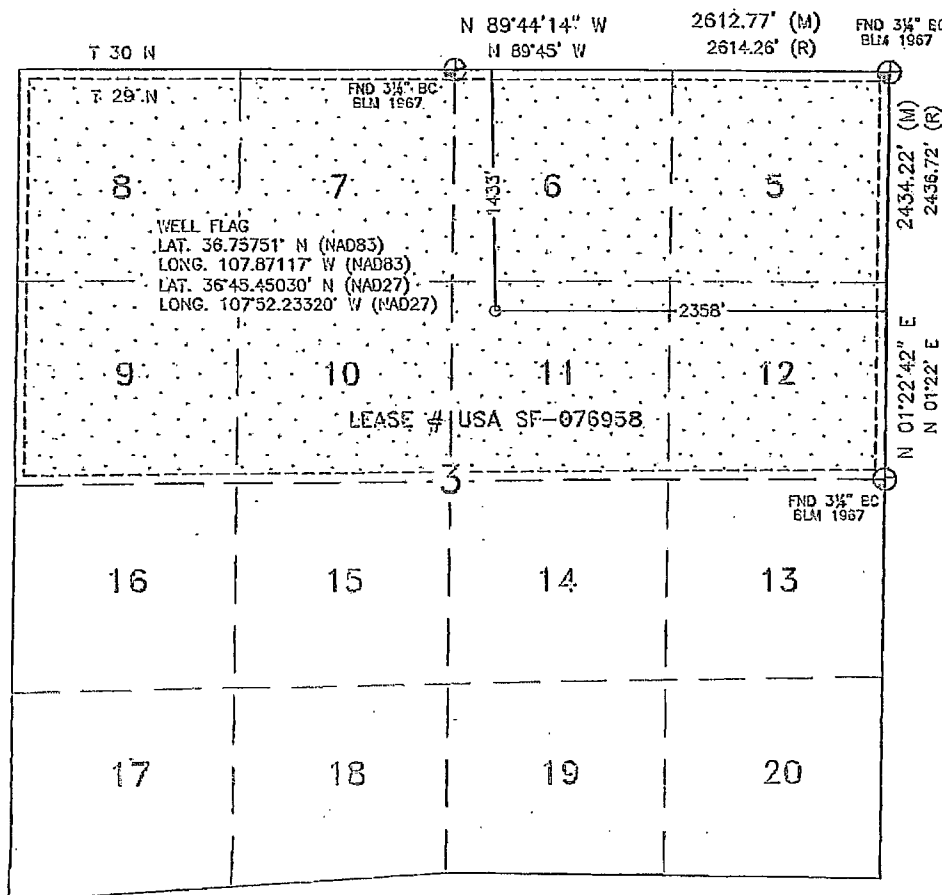 N 89°44'14" W 2612.77' (M)
N 89°45' W 2614.26' (R)
FND 3¼" BC
BLM 1967
T 30 N
T 29 N
FND 3¼" BC
BLM 1967
8 7 6 5
1433'
2434.22' (M)
2436.72' (R)
WELL FLAG
LAT. 36.75751° N (NAD83)
LONG. 107.87117° W (NAD83)
LAT. 36°45.45030' N (NAD27)
LONG. 107°52.23320' W (NAD27)
2358'
N 01°22'42" E
N 01°22' E
9 10 11 12
LEASE # USA SF-076958
3
FND 3¼" BC
BLM 1967
16 15 14 13
17 18 19 20